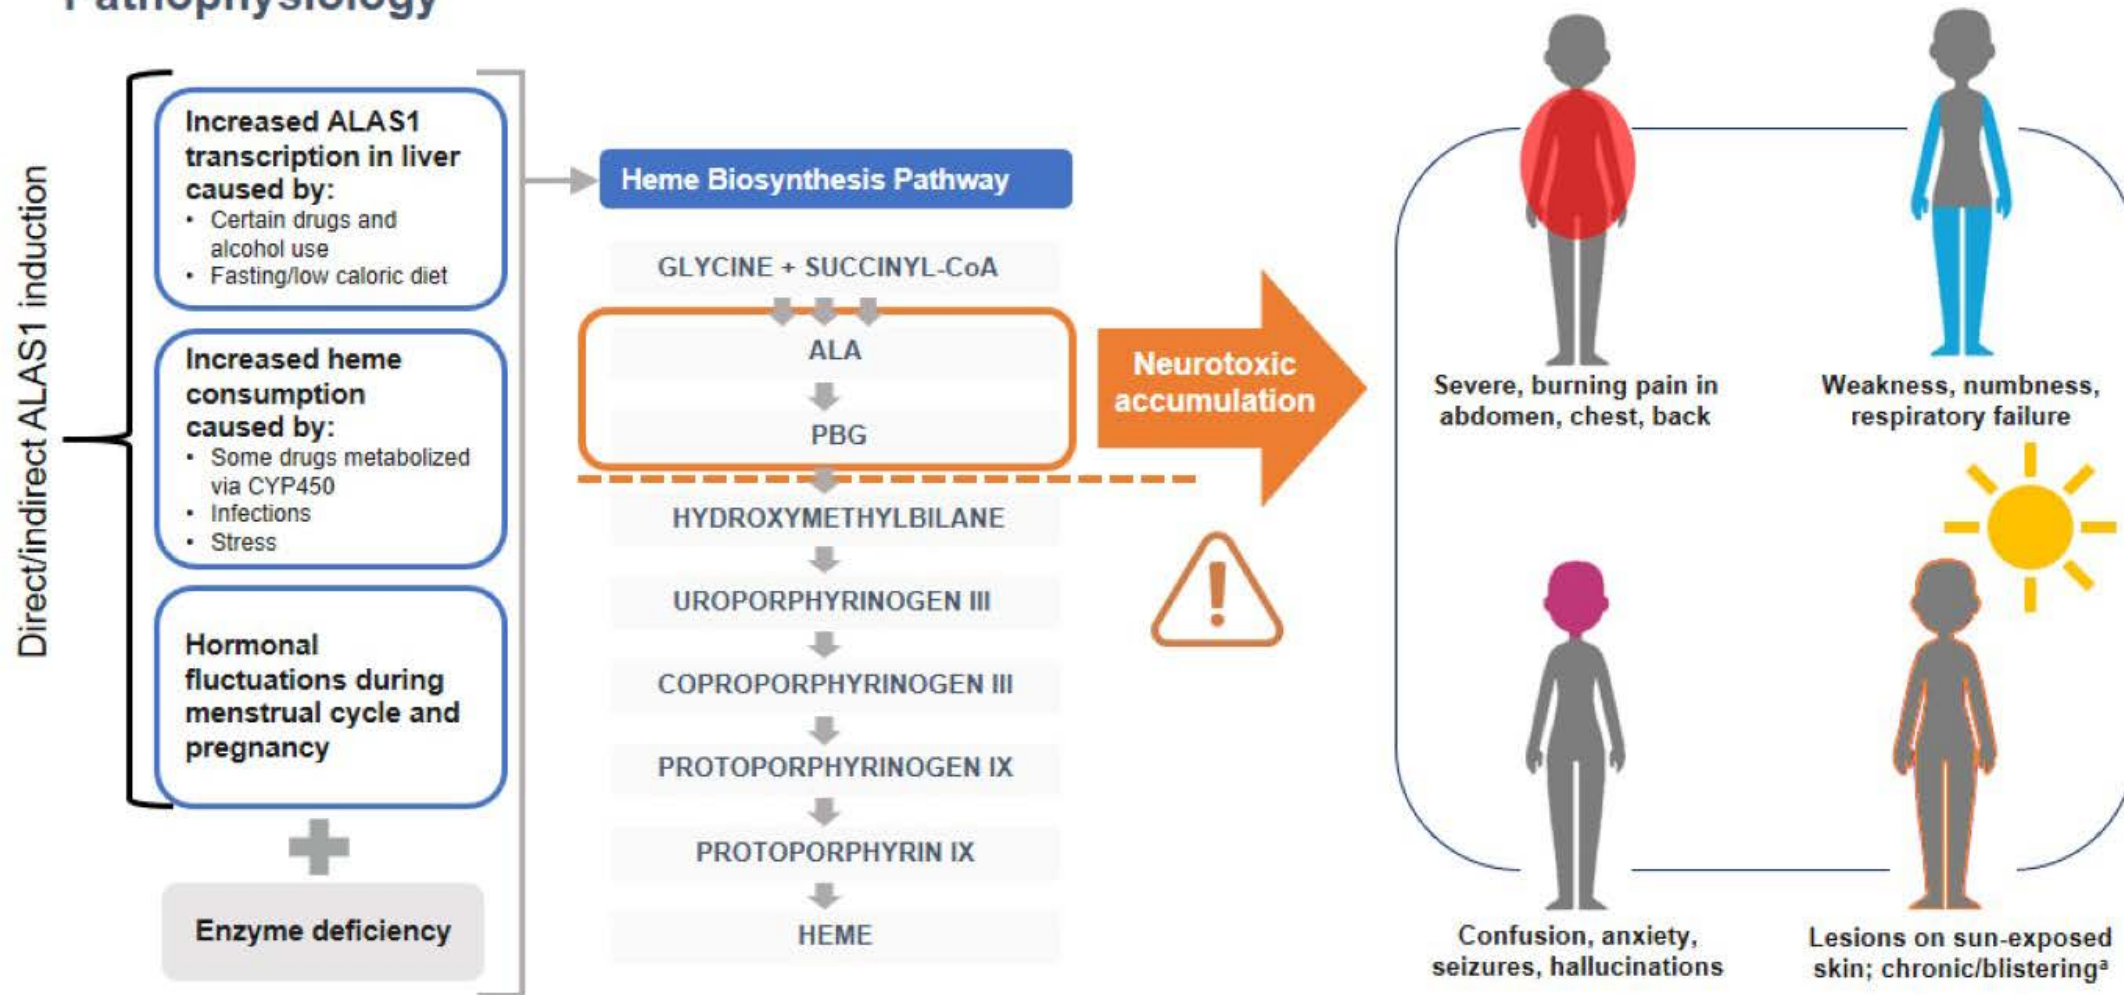 Pathophysiology
Direct/indirect ALAS1 induction
Increased ALAS1
transcription in liver
caused by:
• Certain drugs and
alcohol use
• Fasting/low caloric diet
Increased heme
consumption
caused by:
• Some drugs metabolized
via CYP450
• Infections
• Stress
Hormonal
fluctuations during
menstrual cycle and
pregnancy
Enzyme deficiency
Heme Biosynthesis Pathway
GLYCINE + SUCCINYL-CoA
ALA
PBG
HYDROXYMETHYLBILANE
UROPORPHYRINOGEN III
COPROPORPHYRINOGEN III
PROTOPORPHYRINOGEN IX
PROTOPORPHYRIN IX
HEME
Neurotoxic
accumulation
Severe, burning pain in
abdomen, chest, back
Weakness, numbness,
respiratory failure
Confusion, anxiety,
seizures, hallucinations
Lesions on sun-exposed
skin; chronic/blisteringᵃ